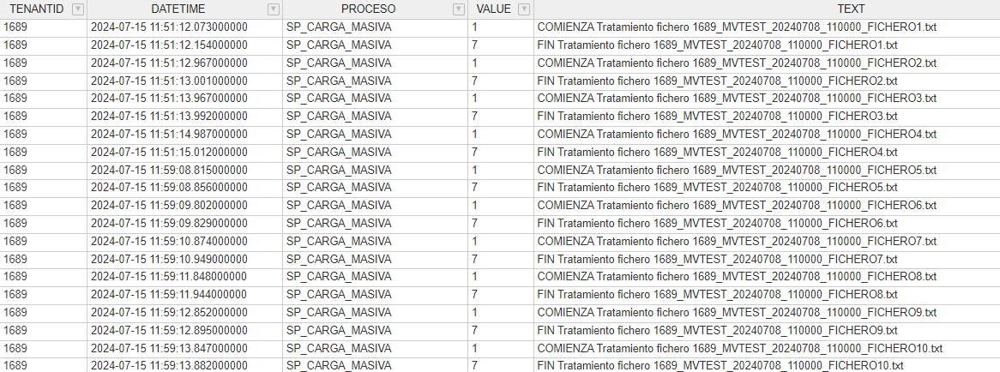 TENANTID DATETIME PROCESO VALUE TEXT
1689 2024-07-15 11:51:12.073000000 SP_CARGA_MASIVA 1 COMIENZA Tratamiento fichero 1689_MVTEST_20240708_110000_FICHERO1.txt
1689 2024-07-15 11:51:12.154000000 SP_CARGA_MASIVA 7 FIN Tratamiento fichero 1689_MVTEST_20240708_110000_FICHERO1.txt
1689 2024-07-15 11:51:12.967000000 SP_CARGA_MASIVA 1 COMIENZA Tratamiento fichero 1689_MVTEST_20240708_110000_FICHERO2.txt
1689 2024-07-15 11:51:13.001000000 SP_CARGA_MASIVA 7 FIN Tratamiento fichero 1689_MVTEST_20240708_110000_FICHERO2.txt
1689 2024-07-15 11:51:13.967000000 SP_CARGA_MASIVA 1 COMIENZA Tratamiento fichero 1689_MVTEST_20240708_110000_FICHERO3.txt
1689 2024-07-15 11:51:13.992000000 SP_CARGA_MASIVA 7 FIN Tratamiento fichero 1689_MVTEST_20240708_110000_FICHERO3.txt
1689 2024-07-15 11:51:14.987000000 SP_CARGA_MASIVA 1 COMIENZA Tratamiento fichero 1689_MVTEST_20240708_110000_FICHERO4.txt
1689 2024-07-15 11:51:15.012000000 SP_CARGA_MASIVA 7 FIN Tratamiento fichero 1689_MVTEST_20240708_110000_FICHERO4.txt
1689 2024-07-15 11:59:08.815000000 SP_CARGA_MASIVA 1 COMIENZA Tratamiento fichero 1689_MVTEST_20240708_110000_FICHERO5.txt
1689 2024-07-15 11:59:08.856000000 SP_CARGA_MASIVA 7 FIN Tratamiento fichero 1689_MVTEST_20240708_110000_FICHERO5.txt
1689 2024-07-15 11:59:09.802000000 SP_CARGA_MASIVA 1 COMIENZA Tratamiento fichero 1689_MVTEST_20240708_110000_FICHERO6.txt
1689 2024-07-15 11:59:09.829000000 SP_CARGA_MASIVA 7 FIN Tratamiento fichero 1689_MVTEST_20240708_110000_FICHERO6.txt
1689 2024-07-15 11:59:10.874000000 SP_CARGA_MASIVA 1 COMIENZA Tratamiento fichero 1689_MVTEST_20240708_110000_FICHERO7.txt
1689 2024-07-15 11:59:10.949000000 SP_CARGA_MASIVA 7 FIN Tratamiento fichero 1689_MVTEST_20240708_110000_FICHERO7.txt
1689 2024-07-15 11:59:11.848000000 SP_CARGA_MASIVA 1 COMIENZA Tratamiento fichero 1689_MVTEST_20240708_110000_FICHERO8.txt
1689 2024-07-15 11:59:11.944000000 SP_CARGA_MASIVA 7 FIN Tratamiento fichero 1689_MVTEST_20240708_110000_FICHERO8.txt
1689 2024-07-15 11:59:12.852000000 SP_CARGA_MASIVA 1 COMIENZA Tratamiento fichero 1689_MVTEST_20240708_110000_FICHERO9.txt
1689 2024-07-15 11:59:12.895000000 SP_CARGA_MASIVA 7 FIN Tratamiento fichero 1689_MVTEST_20240708_110000_FICHERO9.txt
1689 2024-07-15 11:59:13.847000000 SP_CARGA_MASIVA 1 COMIENZA Tratamiento fichero 1689_MVTEST_20240708_110000_FICHERO10.txt
1689 2024-07-15 11:59:13.882000000 SP_CARGA_MASIVA 7 FIN Tratamiento fichero 1689_MVTEST_20240708_110000_FICHERO10.txt